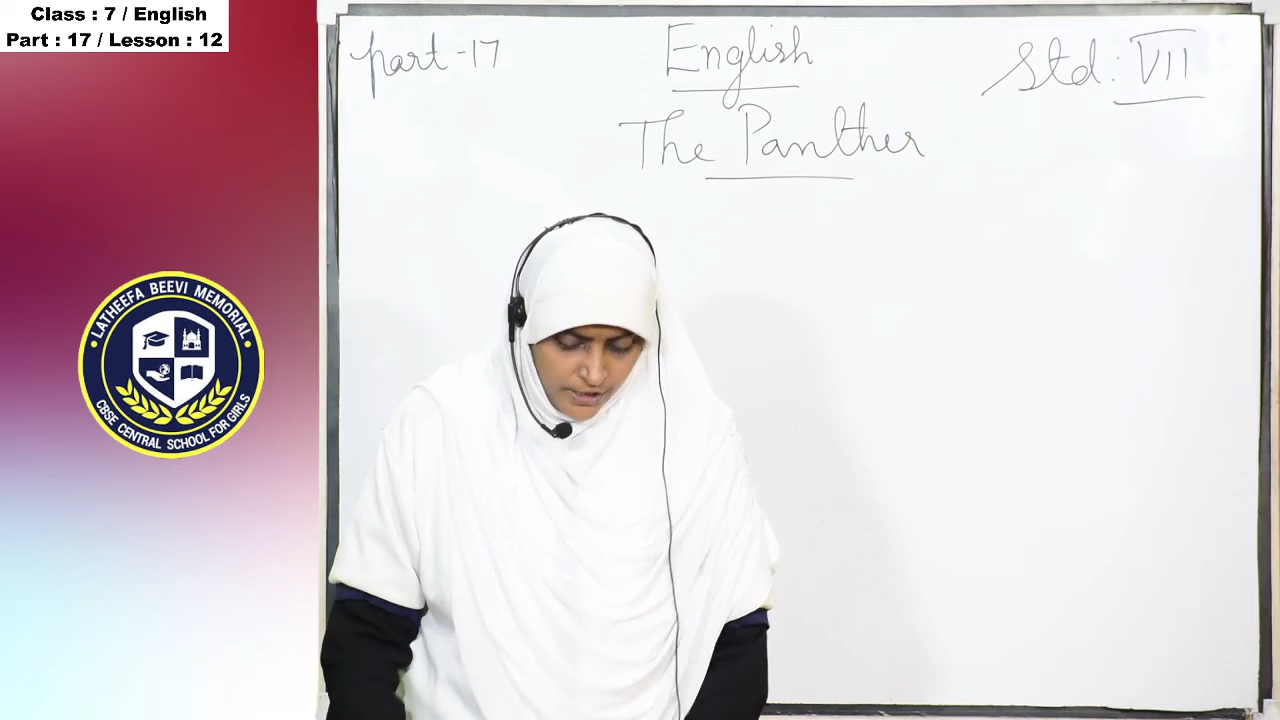 Class : 7 / English
Part : 17 / Lesson : 12
part -17
English
Std: VII
The Panther
LATHEEFA BEEVI MEMORIAL
CBSE CENTRAL SCHOOL FOR GIRLS